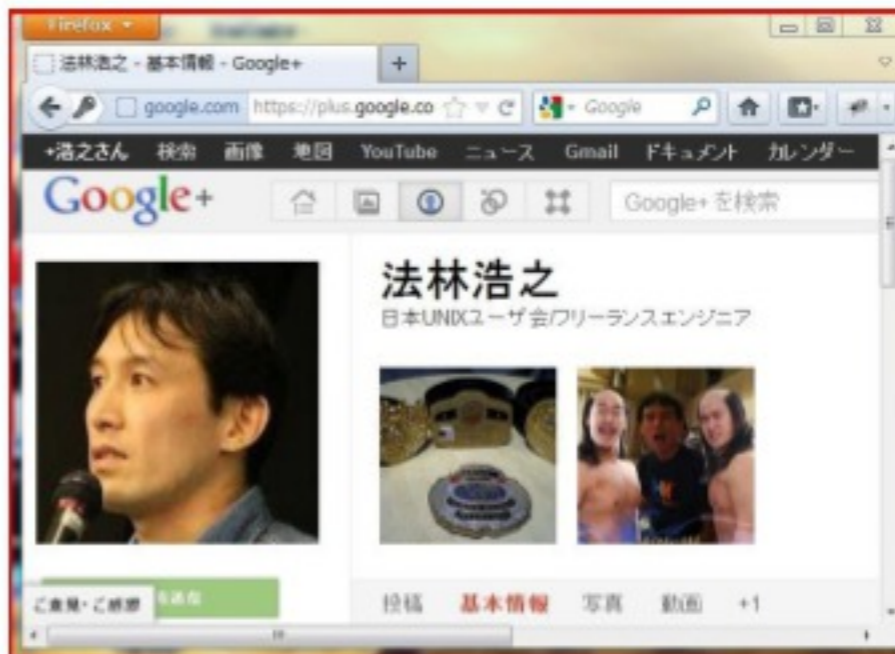 Firefox
法林浩之 - 基本情報 - Google+
google.com https://plus.google.co Google
+浩之さん 検索 画像 地図 YouTube ニュース Gmail ドキュメント カレンダー
Google+ Google+ を検索
法林浩之
日本UNIXユーザ会/フリーランスエンジニア
ご意見・ご感想
投稿 基本情報 写真 動画 +1